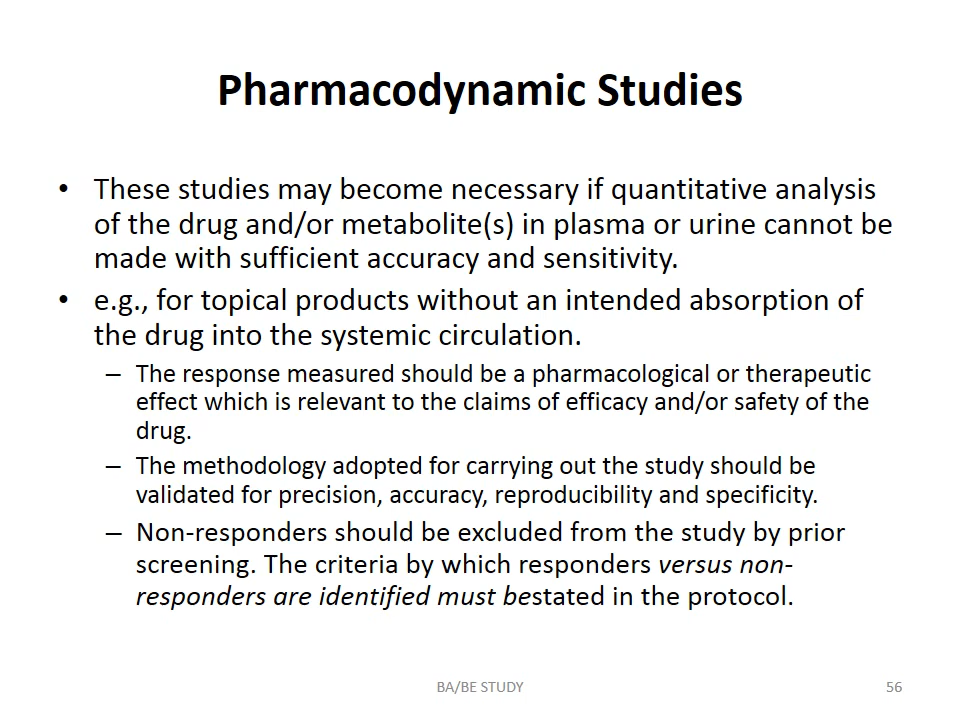 Pharmacodynamic Studies
• These studies may become necessary if quantitative analysis
of the drug and/or metabolite(s) in plasma or urine cannot be
made with sufficient accuracy and sensitivity.
• e.g., for topical products without an intended absorption of
the drug into the systemic circulation.
– The response measured should be a pharmacological or therapeutic
effect which is relevant to the claims of efficacy and/or safety of the
drug.
– The methodology adopted for carrying out the study should be
validated for precision, accuracy, reproducibility and specificity.
– Non-responders should be excluded from the study by prior
screening. The criteria by which responders versus non-
responders are identified must bestated in the protocol.
BA/BE STUDY
56